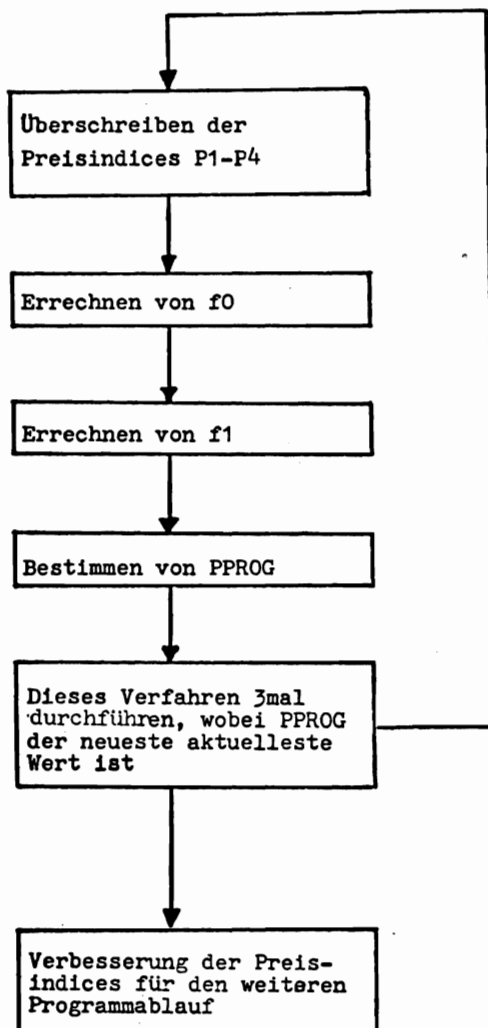 Überschreiben der
Preisindices P1-P4
Errechnen von f0
Errechnen von f1
Bestimmen von PPROG
Dieses Verfahren 3mal
durchführen, wobei PPROG
der neueste aktuelleste
Wert ist
Verbesserung der Preis-
indices für den weiteren
Programmablauf